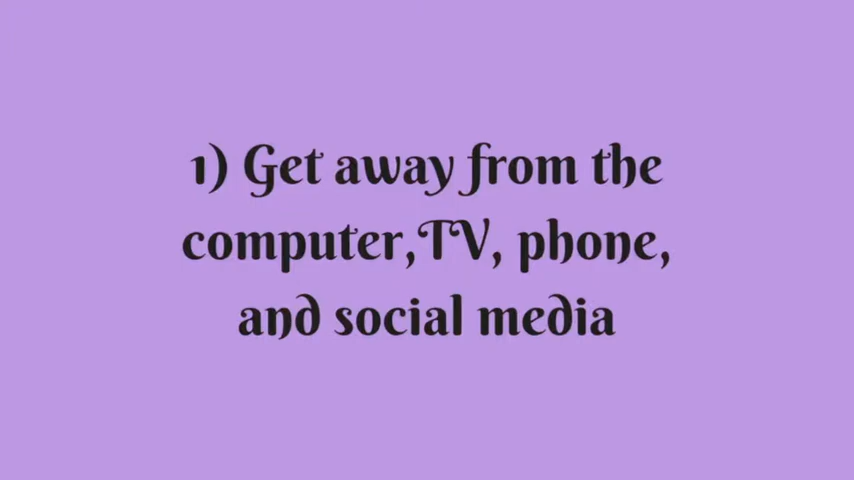 1) Get away from the
computer,TV, phone,
and social media